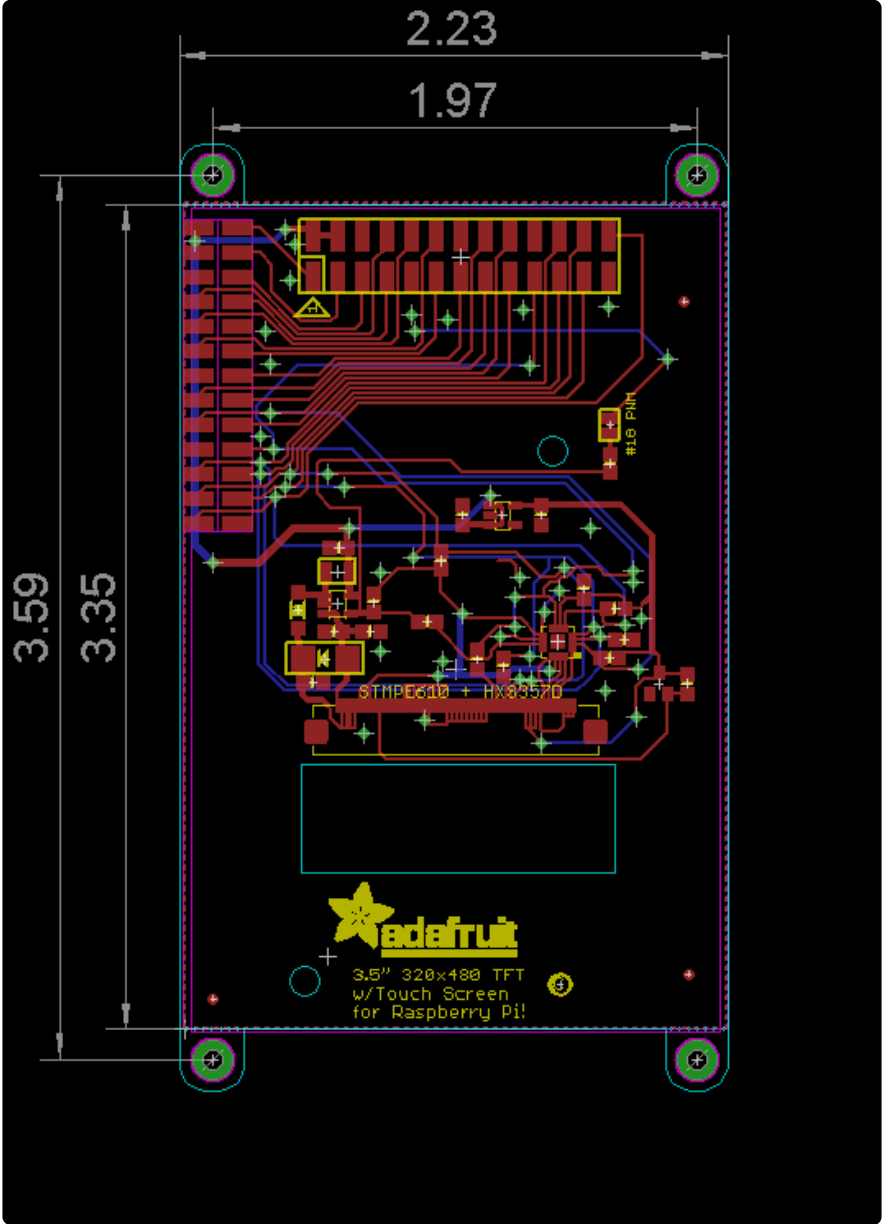 2.23
1.97
#18 PWM
3.59
3.35
STMPE610 + HX8357D
adafruit
3.5" 320x480 TFT
w/Touch Screen
for Raspberry Pi!